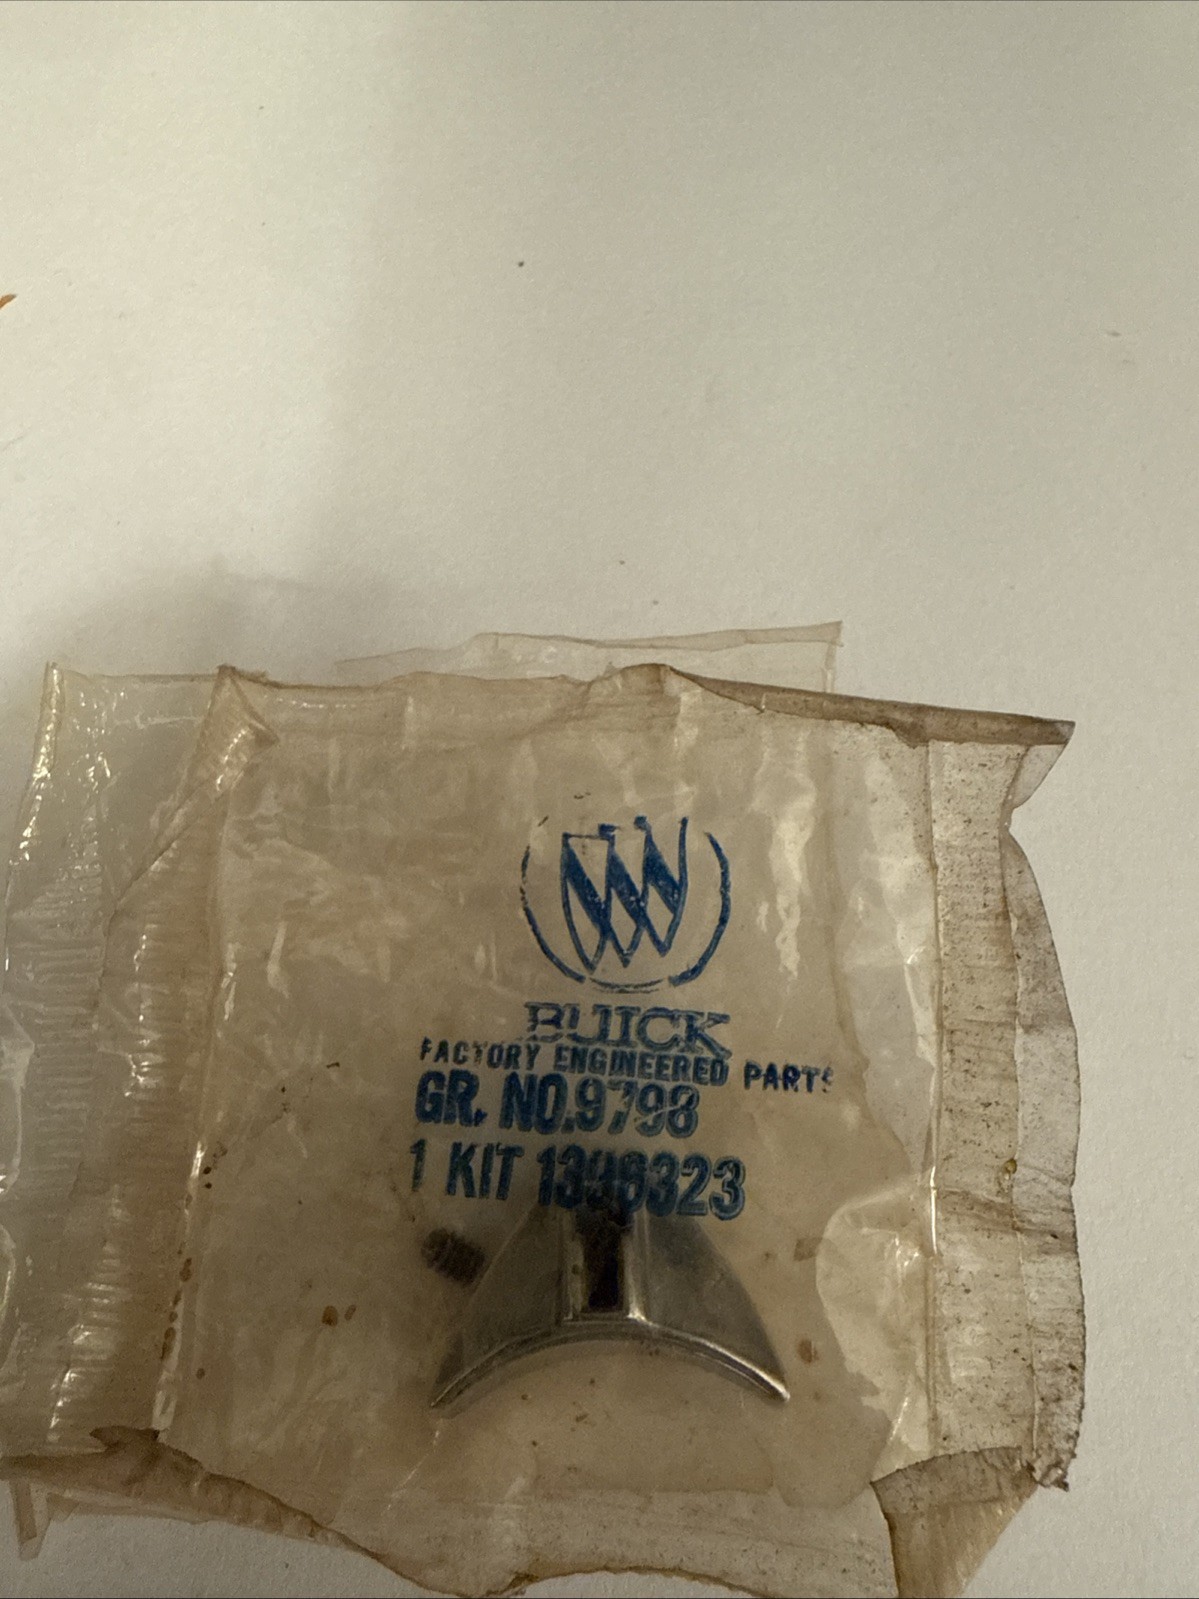 BUICK
FACTORY ENGINEERED PARTS
GR. NO.9798
1 KIT 1396323